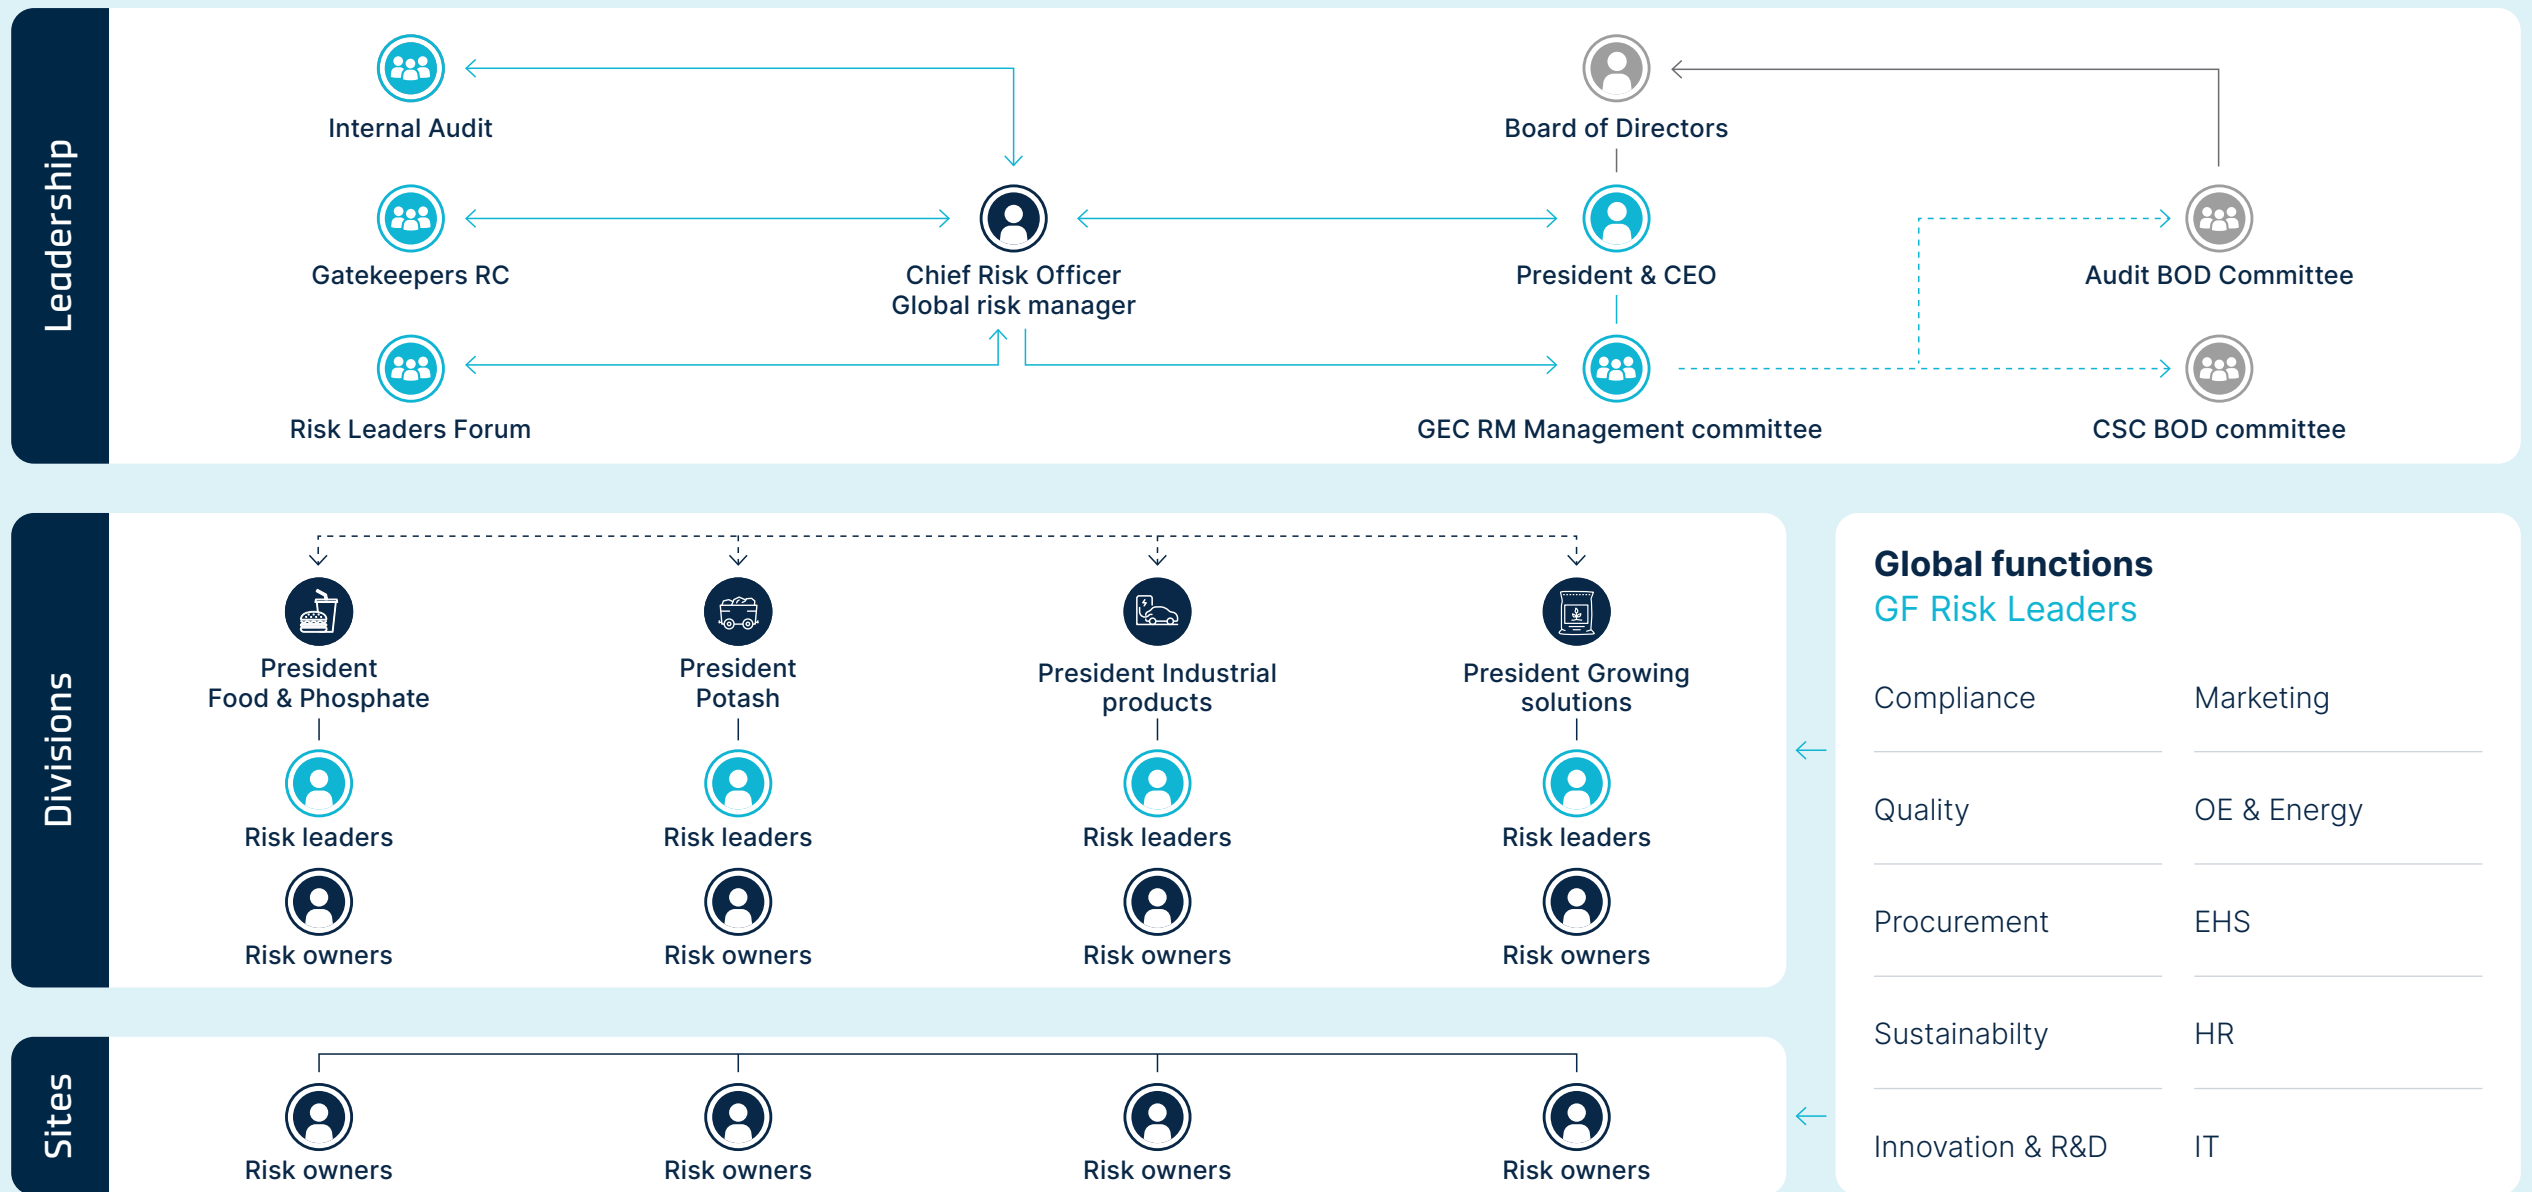 Leadership
Internal Audit
Board of Directors
Gatekeepers RC
Chief Risk Officer
Global risk manager
President & CEO
Audit BOD Committee
Risk Leaders Forum
GEC RM Management committee
CSC BOD committee
Divisions
President
Food & Phosphate
President
Potash
President Industrial
products
President Growing
solutions
Risk leaders
Risk leaders
Risk leaders
Risk leaders
Risk owners
Risk owners
Risk owners
Risk owners
Sites
Risk owners
Risk owners
Risk owners
Risk owners
Global functions
GF Risk Leaders
Compliance
Marketing
Quality
OE & Energy
Procurement
EHS
Sustainabilty
HR
Innovation & R&D
IT